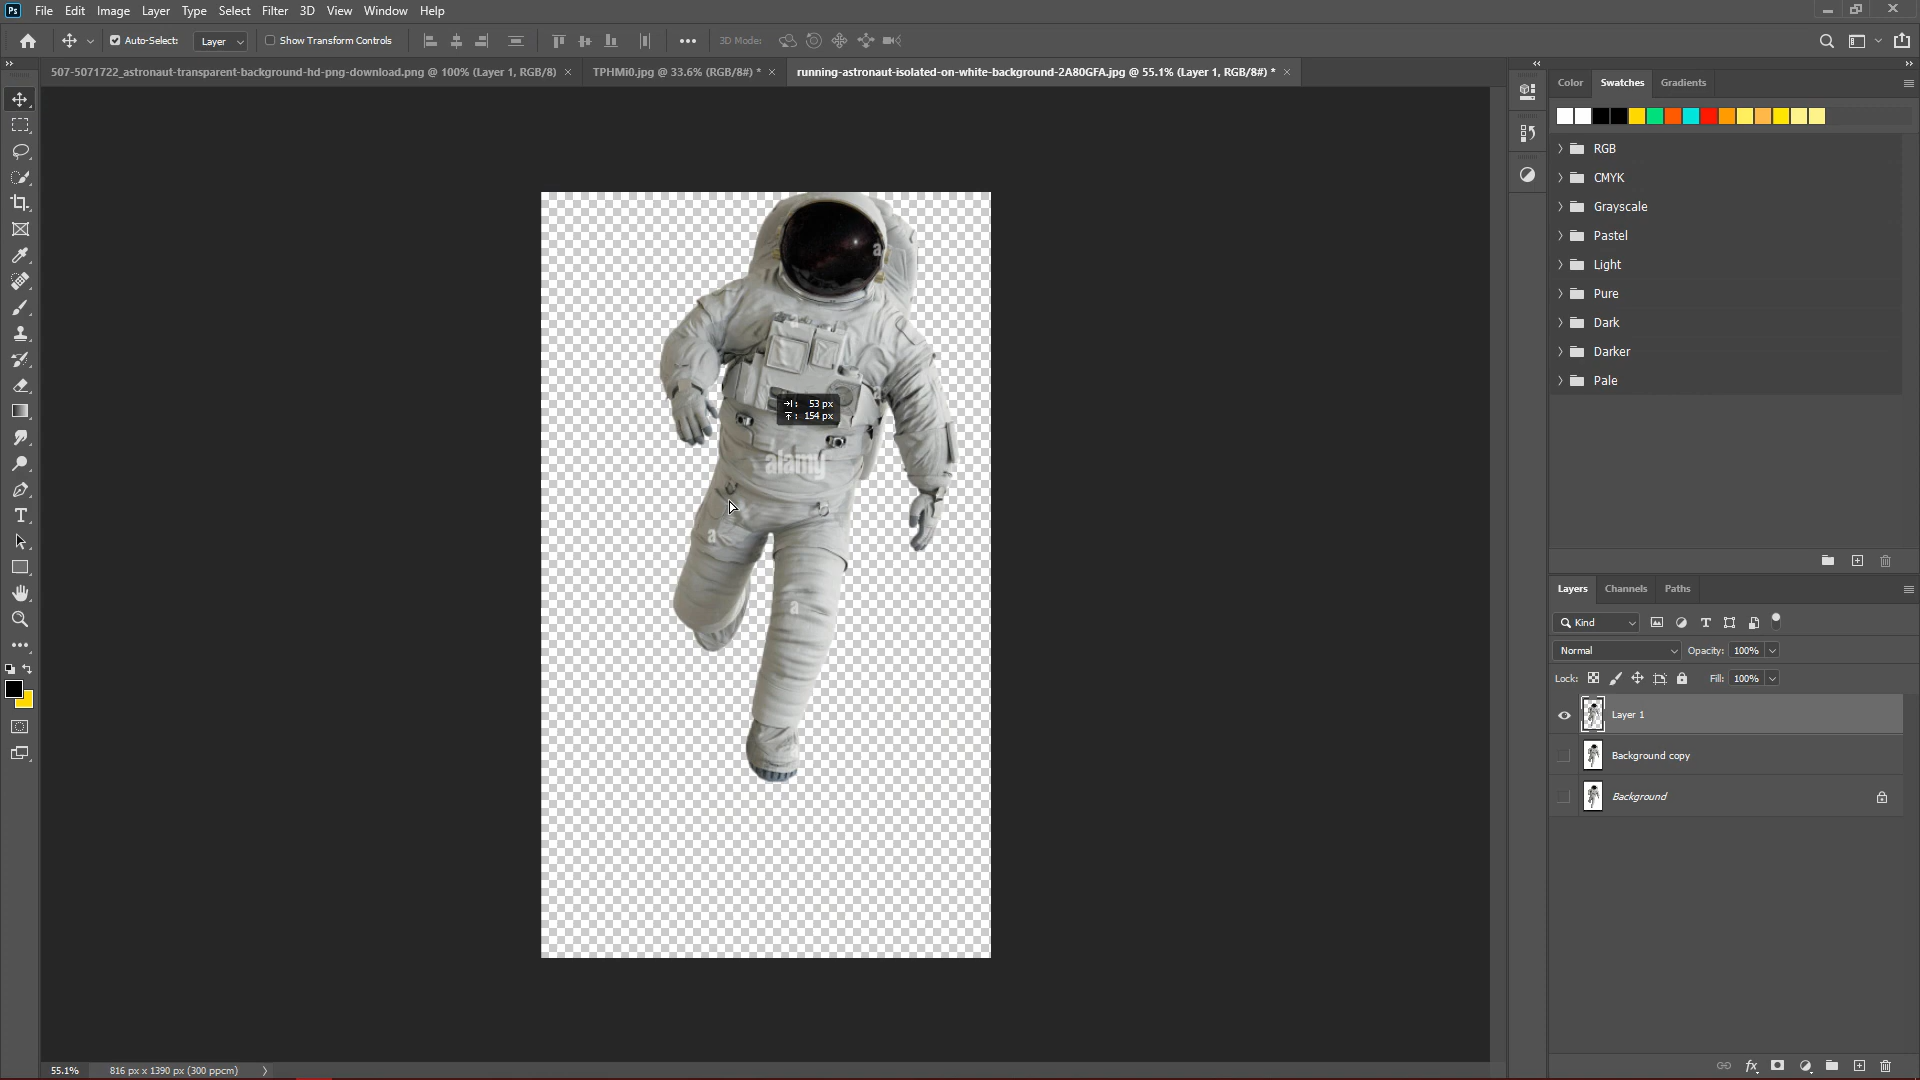 Ps File Edit Image Layer Type Select Filter 3D View Window Help
Auto-Select: Layer Show Transform Controls 3D Mode:
507-5071722_astronaut-transparent-background-hd-png-download.png @ 100% (Layer 1, RGB/8) TPHMi0.jpg @ 33.6% (RGB/8#) * running-astronaut-isolated-on-white-background-2A80GFA.jpg @ 55.1% (Layer 1, RGB/8#) *
Color Swatches Gradients
RGB
CMYK
Grayscale
Pastel
Light
Pure
Dark
Darker
Pale
a
53 px
154 px
alamy
a
a
Layers Channels Paths
Kind
Normal Opacity: 100%
Lock: Fill: 100%
Layer 1
Background copy
Background
55.1% 816 px x 1390 px (300 ppcm)